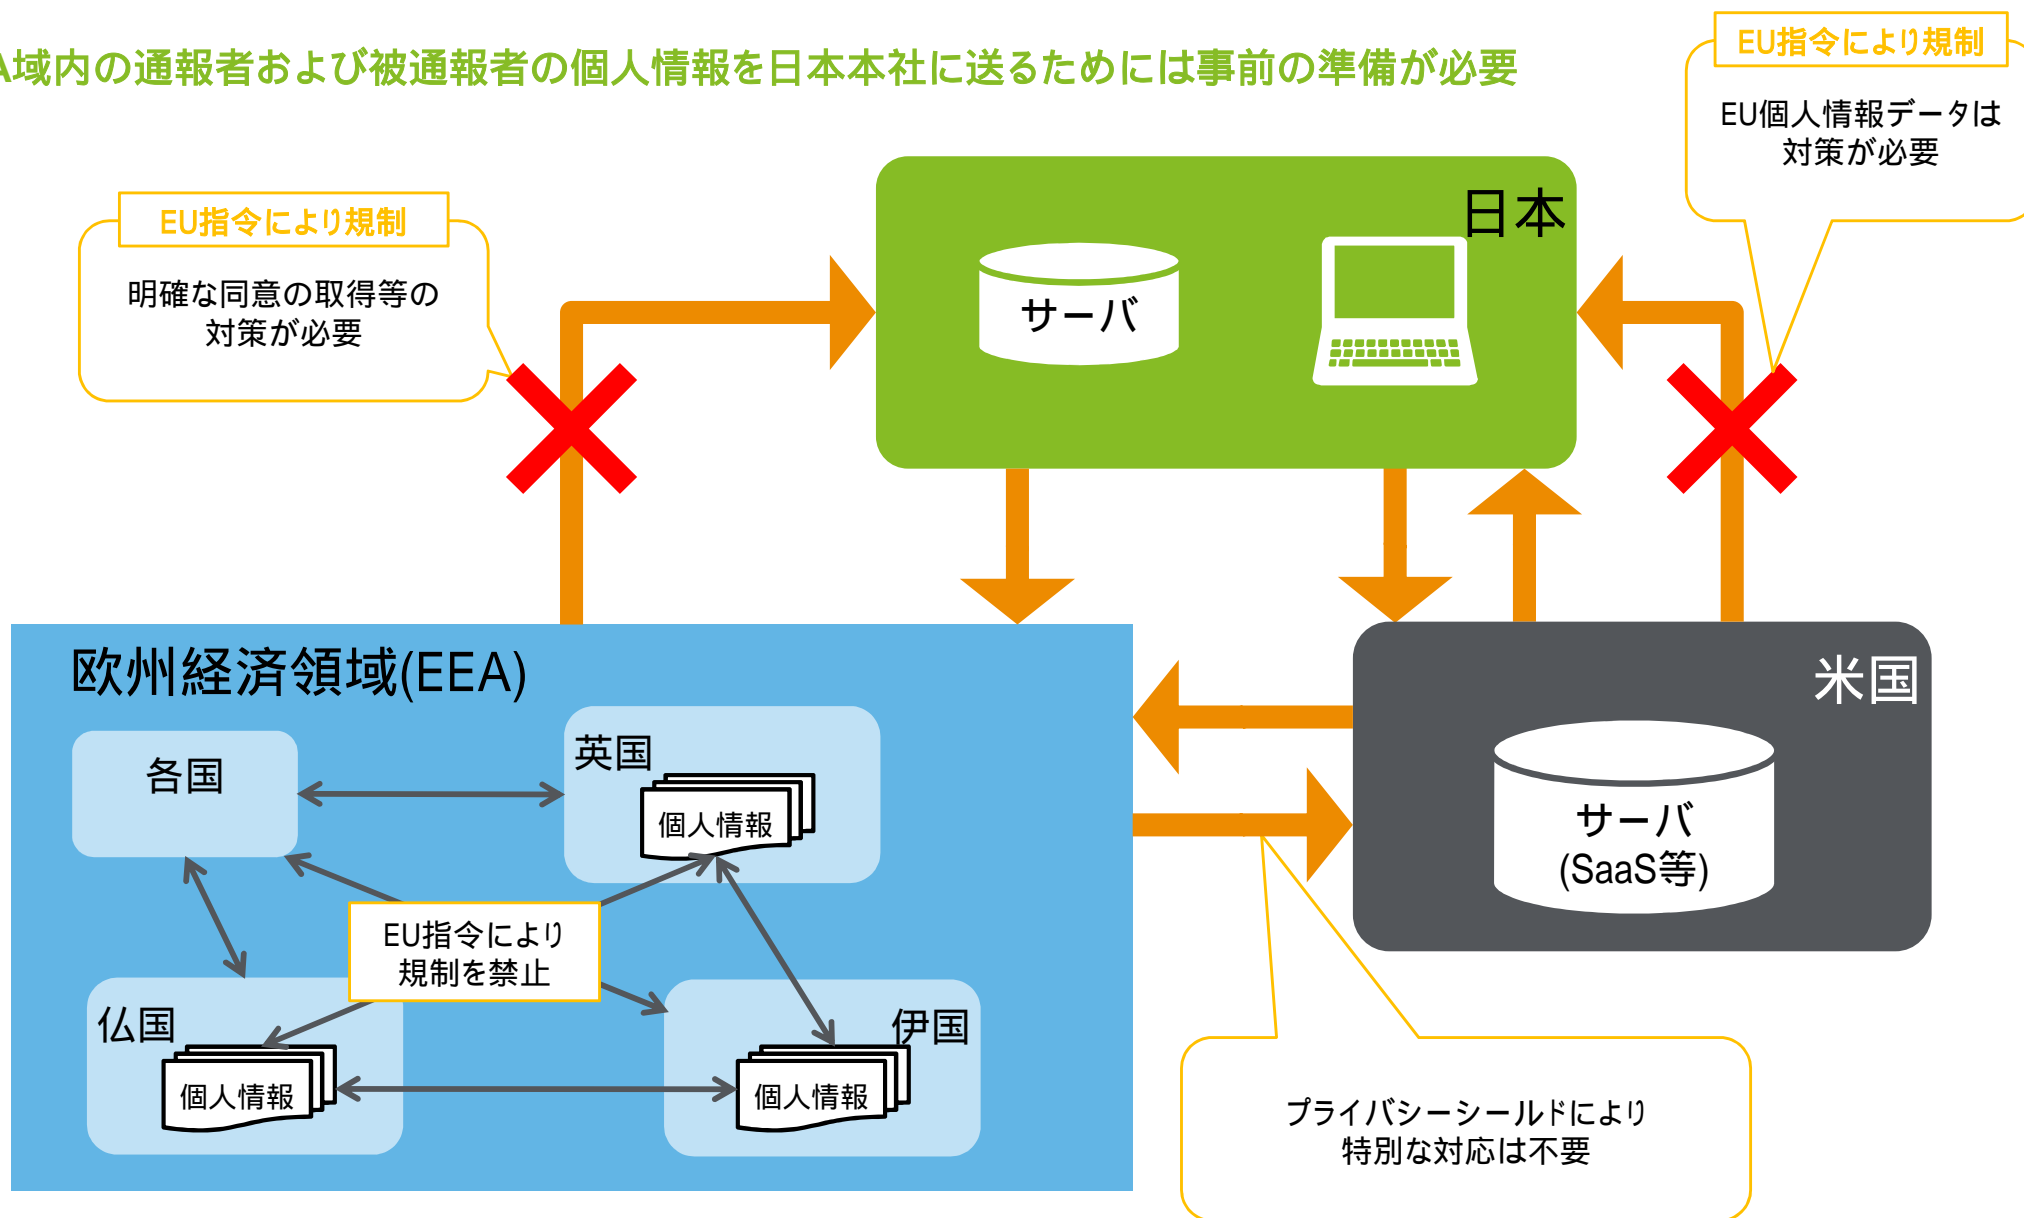 A域内の通報者および被通報者の個人情報を日本本社に送るためには事前の準備が必要
EU指令により規制
EU個人情報データは
対策が必要
EU指令により規制
明確な同意の取得等の
対策が必要
日本
サーバ
欧州経済領域(EEA)
各国
英国
個人情報
EU指令により
規制を禁止
仏国
個人情報
伊国
個人情報
米国
サーバ
(SaaS等)
プライバシーシールドにより
特別な対応は不要